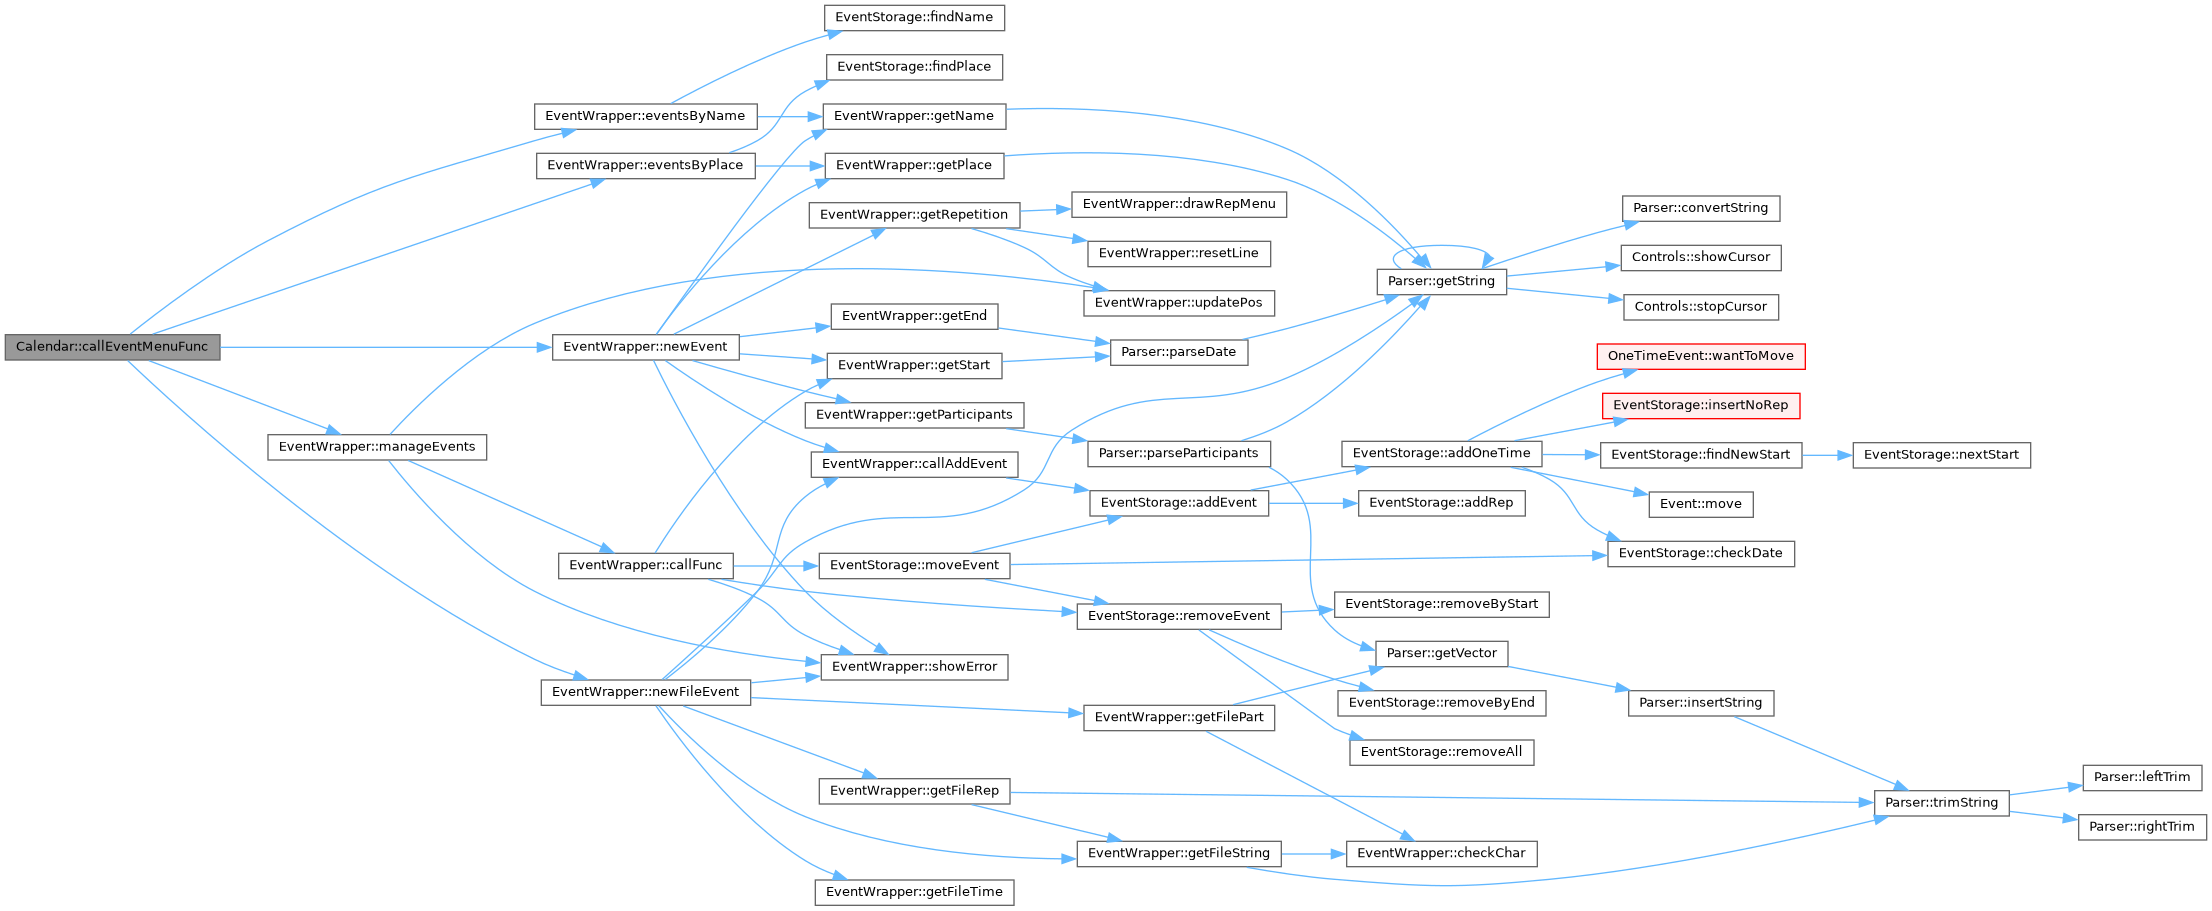 Calendar::callEventMenuFunc
EventWrapper::manageEvents
EventWrapper::eventsByName
EventWrapper::eventsByPlace
EventWrapper::newEvent
EventWrapper::callFunc
EventWrapper::newFileEvent
EventStorage::findName
EventStorage::findPlace
EventWrapper::getName
EventWrapper::getPlace
EventWrapper::getRepetition
EventWrapper::getEnd
EventWrapper::getStart
EventWrapper::getParticipants
EventWrapper::callAddEvent
EventStorage::moveEvent
EventWrapper::showError
EventWrapper::getFileRep
EventWrapper::getFileTime
EventWrapper::drawRepMenu
EventWrapper::resetLine
EventWrapper::updatePos
Parser::parseDate
Parser::parseParticipants
EventStorage::addEvent
EventStorage::removeEvent
EventWrapper::getFilePart
EventWrapper::getFileString
Parser::getString
EventStorage::addOneTime
EventStorage::addRep
EventStorage::removeByStart
Parser::getVector
EventStorage::removeByEnd
EventStorage::removeAll
EventWrapper::checkChar
Parser::convertString
Controls::showCursor
Controls::stopCursor
OneTimeEvent::wantToMove
EventStorage::insertNoRep
EventStorage::findNewStart
Event::move
EventStorage::checkDate
Parser::insertString
EventStorage::nextStart
Parser::trimString
Parser::leftTrim
Parser::rightTrim